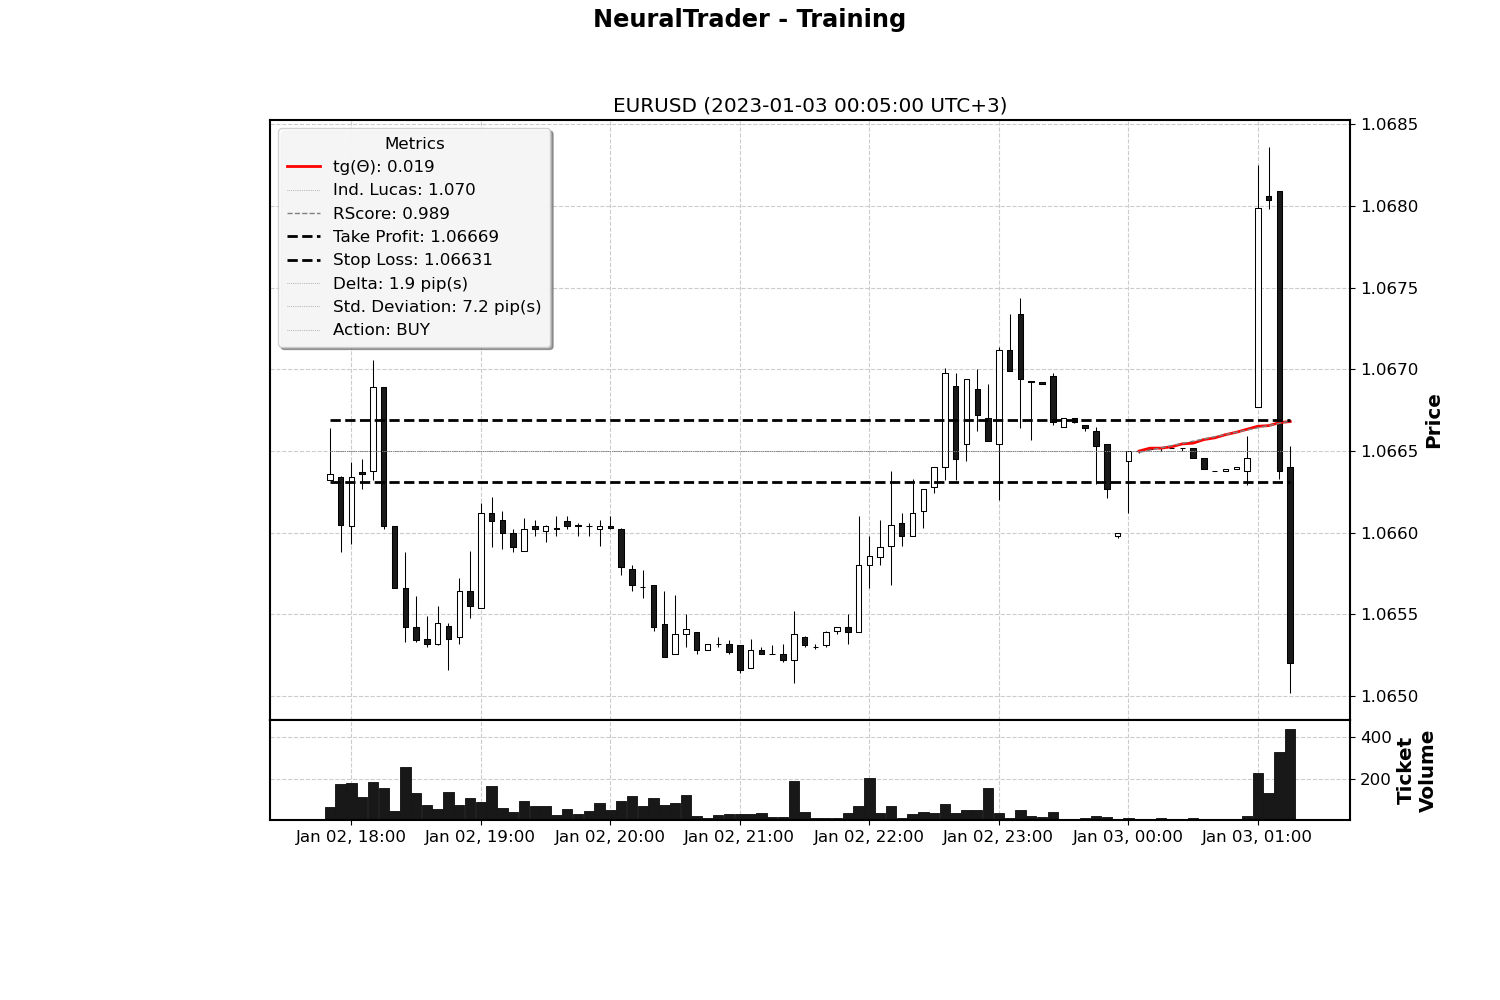 NeuralTrader - Training
EURUSD (2023-01-03 00:05:00 UTC+3)
Metrics
tg(Θ): 0.019
Ind. Lucas: 1.070
RScore: 0.989
Take Profit: 1.06669
Stop Loss: 1.06631
Delta: 1.9 pip(s)
Std. Deviation: 7.2 pip(s)
Action: BUY
1.0685
1.0680
1.0675
1.0670
1.0665
1.0660
1.0655
1.0650
Price
400
200
Ticket
Volume
Jan 02, 18:00 Jan 02, 19:00 Jan 02, 20:00 Jan 02, 21:00 Jan 02, 22:00 Jan 02, 23:00 Jan 03, 00:00 Jan 03, 01:00